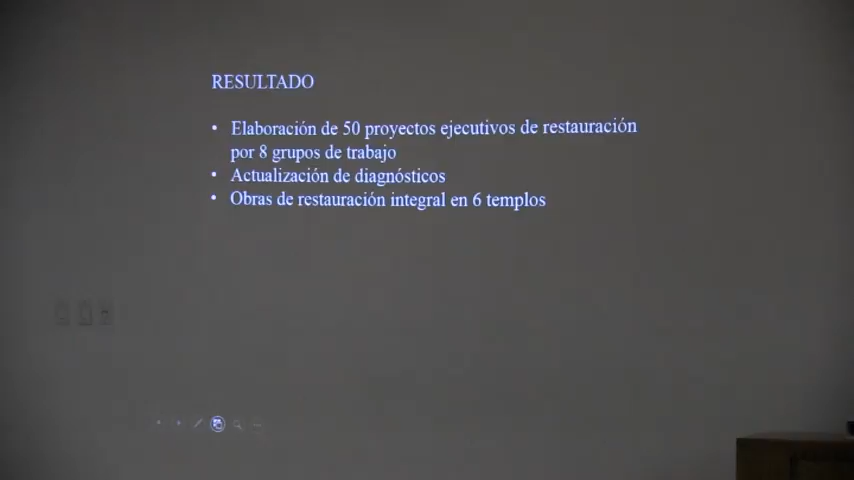 RESULTADO
• Elaboración de 50 proyectos ejecutivos de restauración
por 8 grupos de trabajo
• Actualización de diagnósticos
• Obras de restauración integral en 6 templos